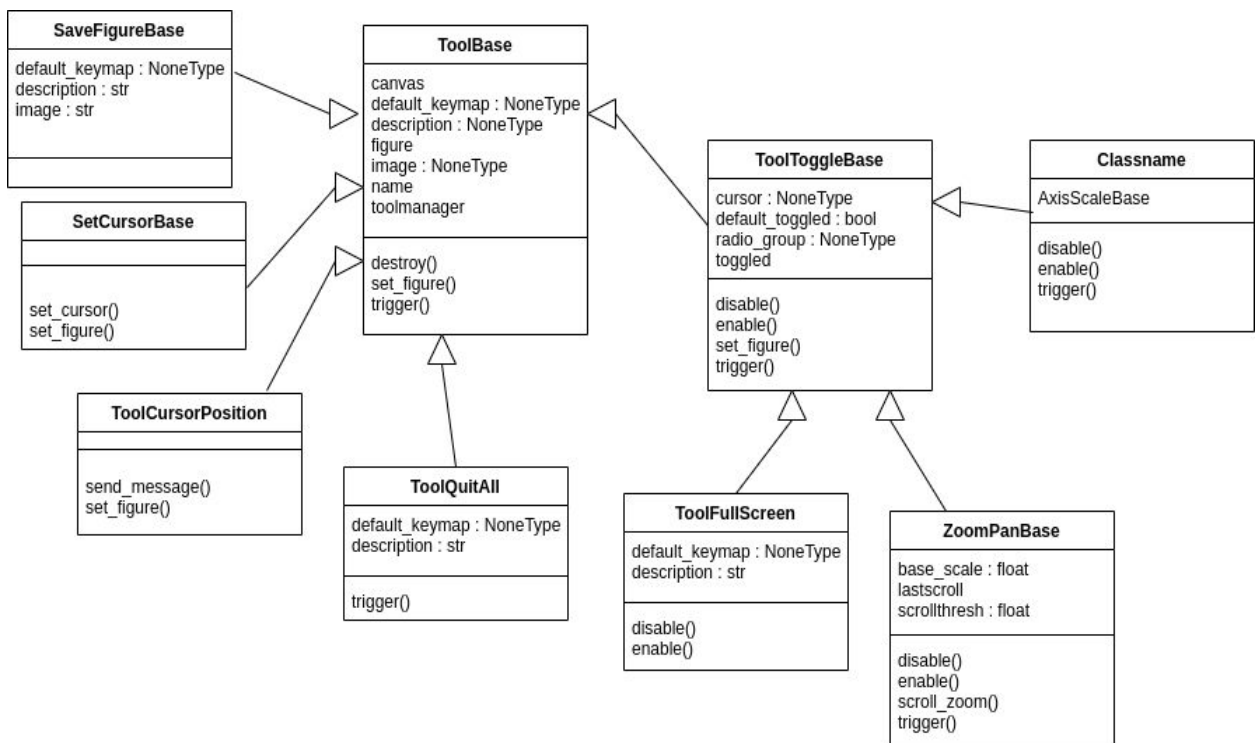 SaveFigureBase
default_keymap : NoneType
description : str
image : str
ToolBase
canvas
default_keymap : NoneType
description : NoneType
figure
image : NoneType
name
toolmanager
destroy()
set_figure()
trigger()
ToolToggleBase
cursor : NoneType
default_toggled : bool
radio_group : NoneType
toggled
disable()
enable()
set_figure()
trigger()
Classname
AxisScaleBase
disable()
enable()
trigger()
SetCursorBase
set_cursor()
set_figure()
ToolCursorPosition
send_message()
set_figure()
ToolQuitAll
default_keymap : NoneType
description : str
trigger()
ToolFullScreen
default_keymap : NoneType
description : str
disable()
enable()
ZoomPanBase
base_scale : float
lastscroll
scrollthresh : float
disable()
enable()
scroll_zoom()
trigger()